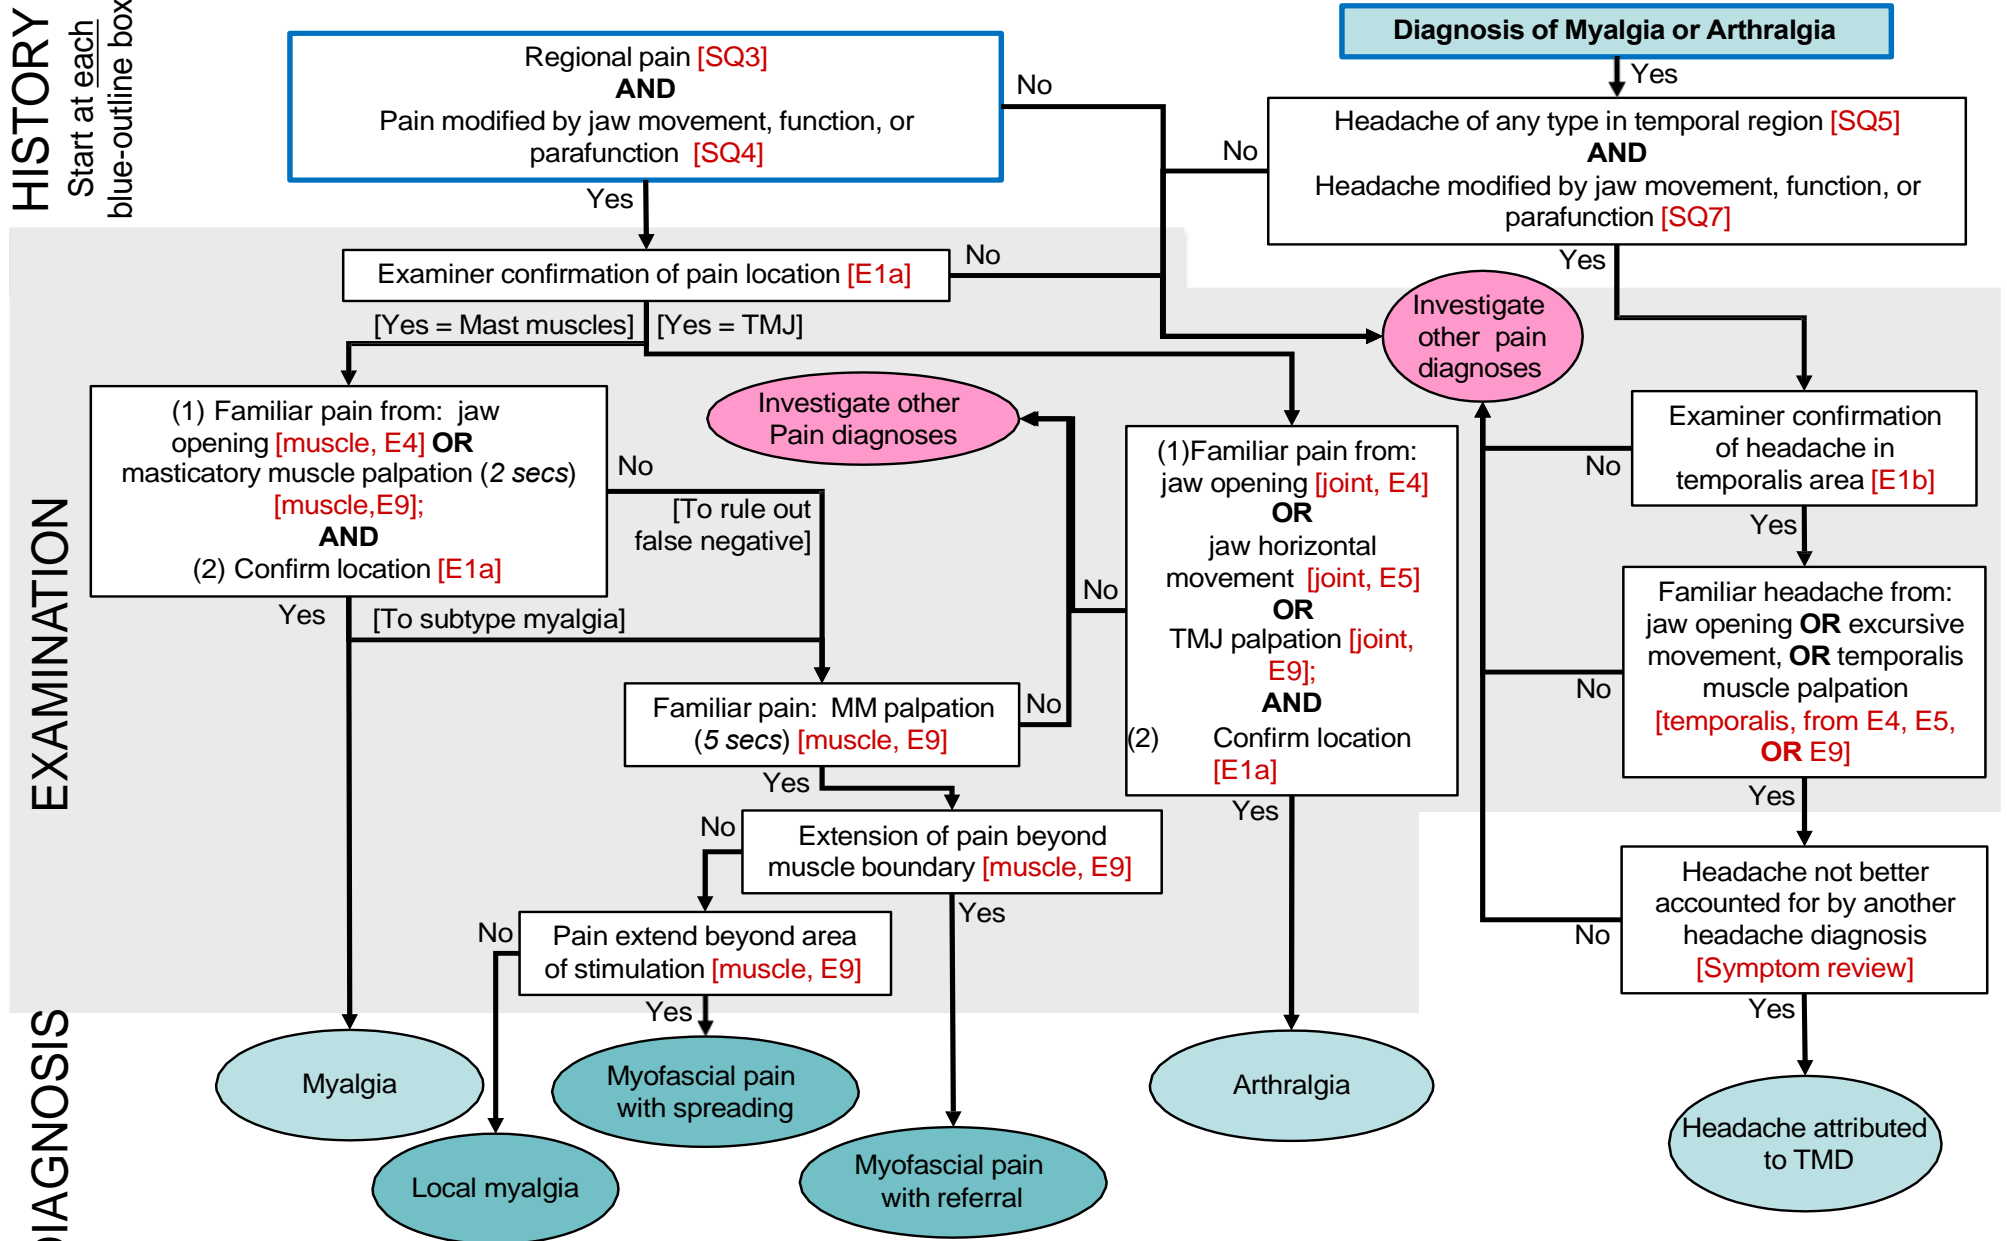 HISTORY
Start at each
blue-outline box
Regional pain [SQ3]
AND
Pain modified by jaw movement, function, or
parafunction [SQ4]
No
Yes
Diagnosis of Myalgia or Arthralgia
Yes
Headache of any type in temporal region [SQ5]
AND
Headache modified by jaw movement, function, or
parafunction [SQ7]
No
Yes
EXAMINATION
Examiner confirmation of pain location [E1a]
No
[Yes = Mast muscles]
[Yes = TMJ]
Investigate
other pain
diagnoses
(1) Familiar pain from: jaw
opening [muscle, E4] OR
masticatory muscle palpation (2 secs)
[muscle,E9];
AND
(2) Confirm location [E1a]
No
[To rule out
false negative]
Yes
[To subtype myalgia]
Investigate other
Pain diagnoses
(1)Familiar pain from:
jaw opening [joint, E4]
OR
jaw horizontal
movement [joint, E5]
OR
TMJ palpation [joint,
E9];
AND
(2) Confirm location
[E1a]
No
Yes
Examiner confirmation
of headache in
temporalis area [E1b]
No
Yes
Familiar headache from:
jaw opening OR excursive
movement, OR temporalis
muscle palpation
[temporalis, from E4, E5,
OR E9]
No
Yes
Familiar pain: MM palpation
(5 secs) [muscle, E9]
No
Yes
Extension of pain beyond
muscle boundary [muscle, E9]
No
Yes
Pain extend beyond area
of stimulation [muscle, E9]
No
Yes
Headache not better
accounted for by another
headache diagnosis
[Symptom review]
No
Yes
DIAGNOSIS
Myalgia
Local myalgia
Myofascial pain
with spreading
Myofascial pain
with referral
Arthralgia
Headache attributed
to TMD